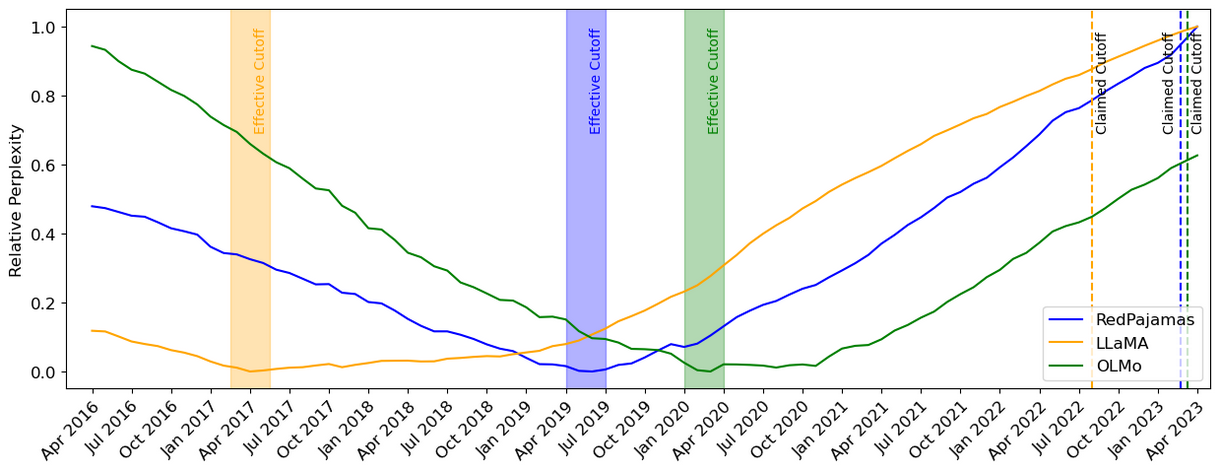 Relative Perplexity
1.0
0.8
0.6
0.4
0.2
0.0
Effective Cutoff
Effective Cutoff
Effective Cutoff
Claimed Cutoff
Claimed Cutoff
Claimed Cutoff
RedPajamas
LLaMA
OLMo
Apr 2016
Jul 2016
Oct 2016
Jan 2017
Apr 2017
Jul 2017
Oct 2017
Jan 2018
Apr 2018
Jul 2018
Oct 2018
Jan 2019
Apr 2019
Jul 2019
Oct 2019
Jan 2020
Apr 2020
Jul 2020
Oct 2020
Jan 2021
Apr 2021
Jul 2021
Oct 2021
Jan 2022
Apr 2022
Jul 2022
Oct 2022
Jan 2023
Apr 2023